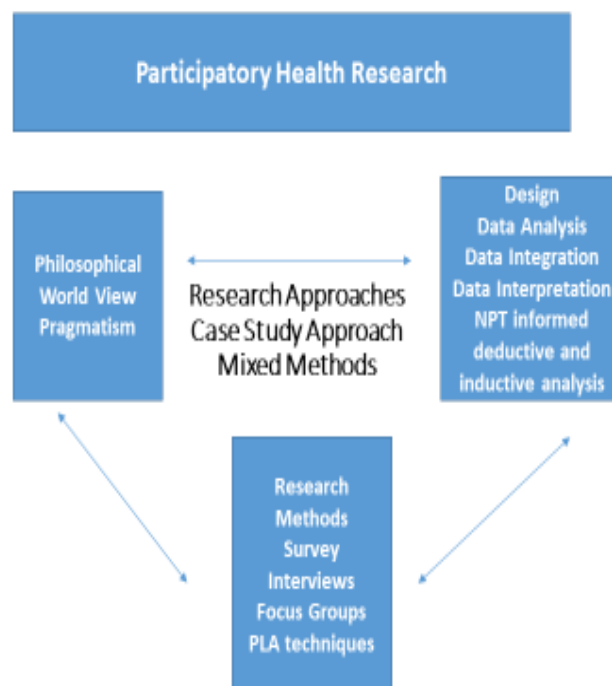 Participatory Health Research
Philosophical
World View
Pragmatism
Research Approaches
Case Study Approach
Mixed Methods
Design
Data Analysis
Data Integration
Data Interpretation
NPT informed
deductive and
inductive analysis
Research
Methods
Survey
Interviews
Focus Groups
PLA techniques